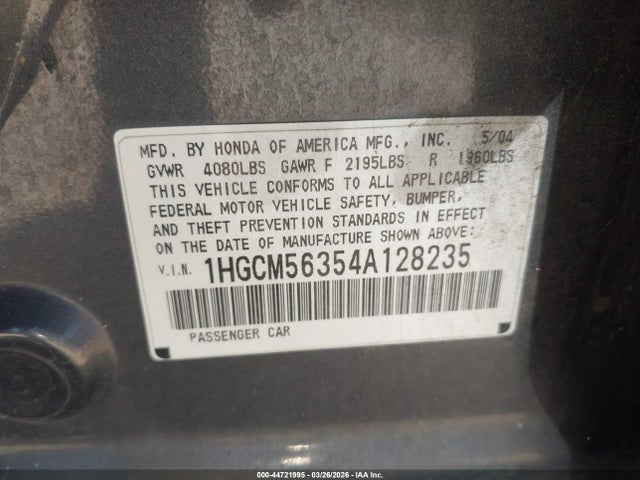 MFD. BY HONDA OF AMERICA MFG., INC. 5/04
GVWR 4080LBS GAWR F 2195LBS R 1960LBS
THIS VEHICLE CONFORMS TO ALL APPLICABLE
FEDERAL MOTOR VEHICLE SAFETY, BUMPER,
AND THEFT PREVENTION STANDARDS IN EFFECT
ON THE DATE OF MANUFACTURE SHOWN ABOVE:
V.I.N. 1HGCM56354A128235
PASSENGER CAR
000-44721995 | 03/26/2026 | IAA Inc.